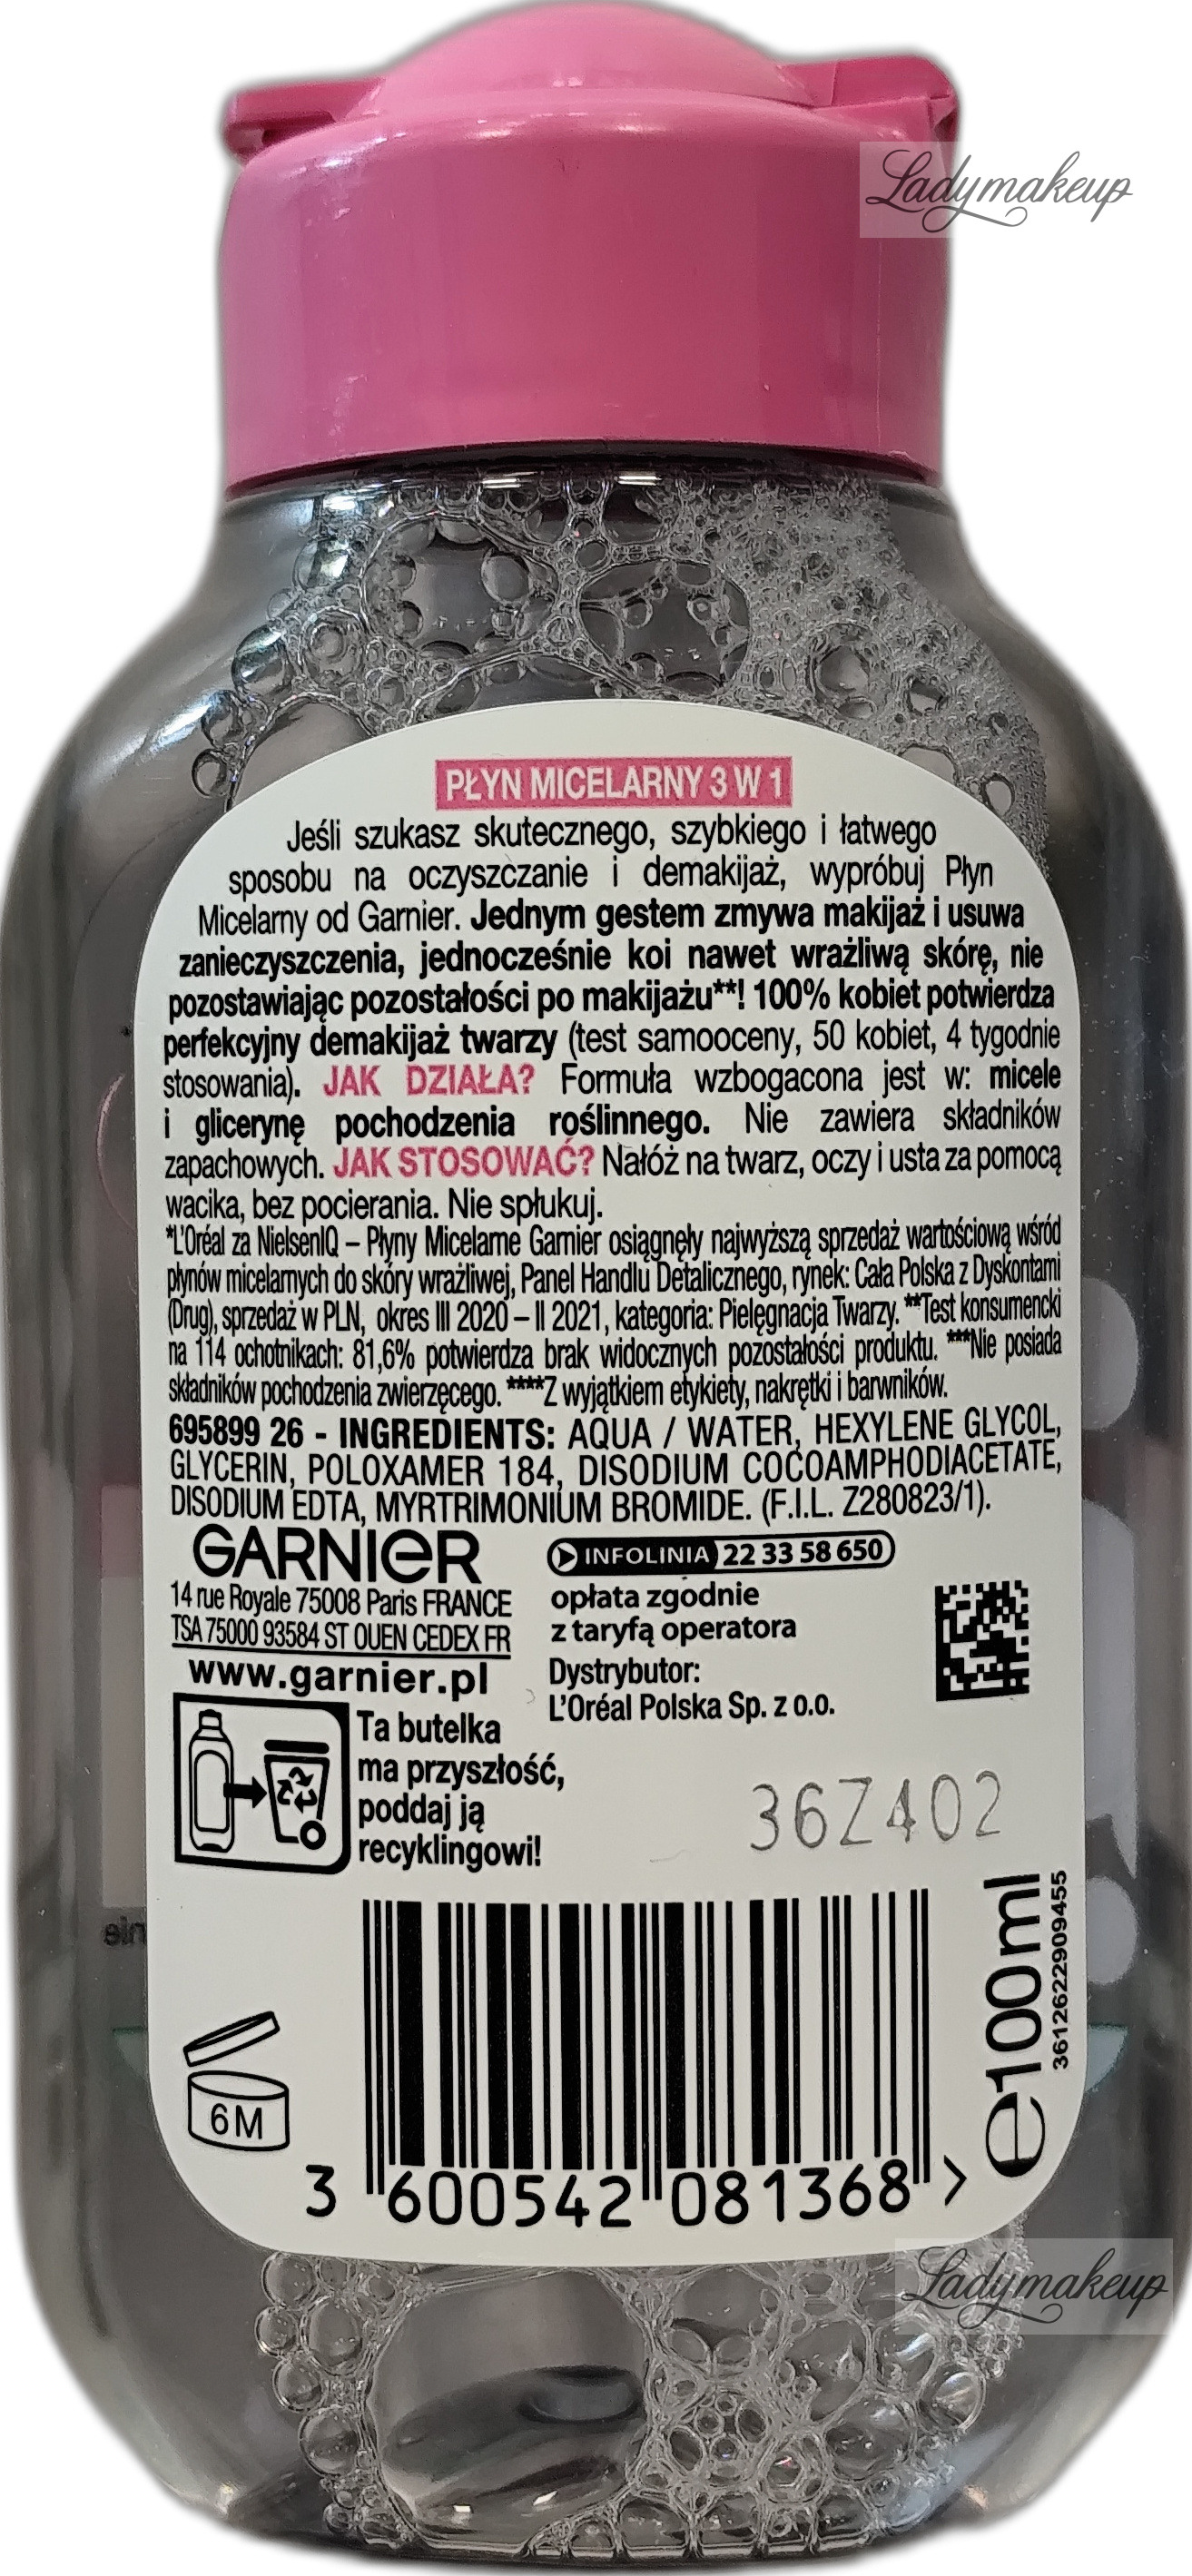 Ladymakeup
PŁYN MICELARNY 3 W 1
Jeśli szukasz skutecznego, szybkiego i łatwego
sposobu na oczyszczanie i demakijaż, wypróbuj Płyn
Micelarny od Garnier. Jednym gestem zmywa makijaż i usuwa
zanieczyszczenia, jednocześnie koi nawet wrażliwą skórę, nie
pozostawiając pozostałości po makijażu**! 100% kobiet potwierdza
perfekcyjny demakijaż twarzy (test samooceny, 50 kobiet, 4 tygodnie
stosowania). JAK DZIAŁA? Formuła wzbogacona jest w: micele
i glicerynę pochodzenia roślinnego. Nie zawiera składników
zapachowych. JAK STOSOWAĆ? Nałóż na twarz, oczy i usta za pomocą
wacika, bez pocierania. Nie spłukuj.
*L'Oréal za NielsenIQ – Płyny Micelarne Garnier osiągnęły najwyższą sprzedaż wartościową wśród
płynów micelarnych do skóry wrażliwej, Panel Handlu Detalicznego, rynek: Cała Polska z Dyskontami
(Drug), sprzedaż w PLN, okres III 2020 – II 2021, kategoria: Pielęgnacja Twarzy. **Test konsumencki
na 114 ochotnikach: 81,6% potwierdza brak widocznych pozostałości produktu. ***Nie posiada
składników pochodzenia zwierzęcego. ****Z wyjątkiem etykiety, nakrętki i barwników.
695899 26 - INGREDIENTS: AQUA / WATER, HEXYLENE GLYCOL,
GLYCERIN, POLOXAMER 184, DISODIUM COCOAMPHODIACETATE,
DISODIUM EDTA, MYRTRIMONIUM BROMIDE. (F.I.L. Z280823/1).
GARNIER
14 rue Royale 75008 Paris FRANCE
TSA 75000 93584 ST OUEN CEDEX FR
www.garnier.pl
INFOLINIA 22 33 58 650
opłata zgodnie
z taryfą operatora
Dystrybutor:
L'Oréal Polska Sp. z o.o.
Ta butelka
ma przyszłość,
poddaj ją
recyklingowi!
36Z402
e100ml
3612622909455
6M
3 600542 081368 >
Ladymakeup